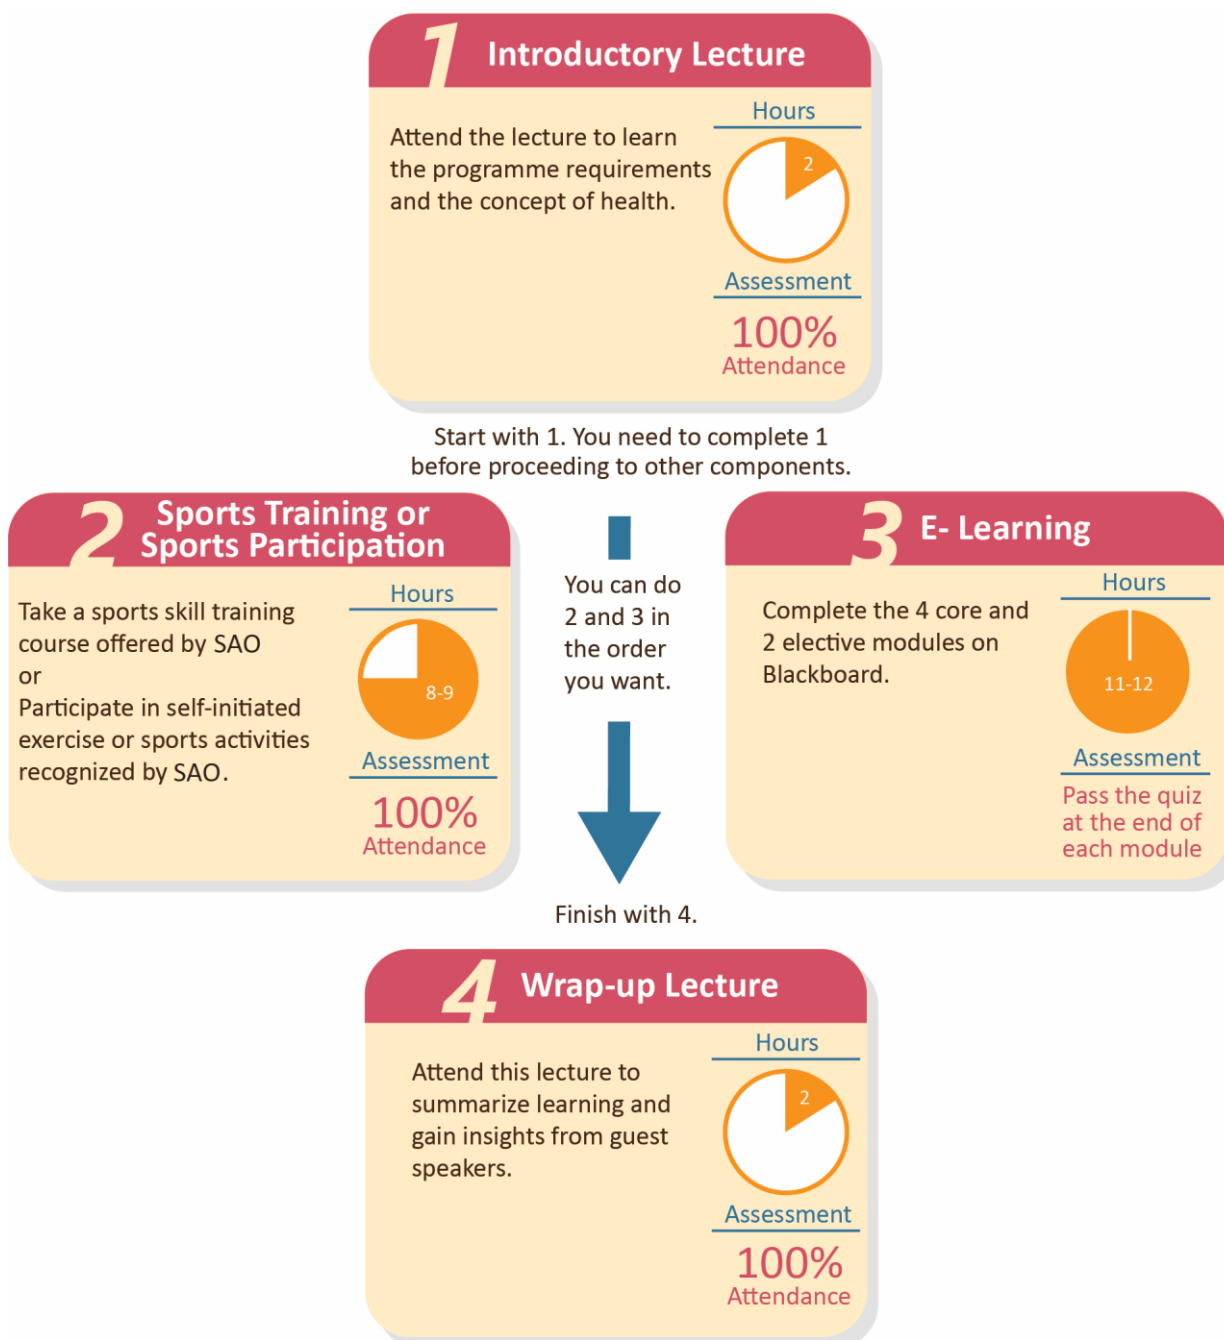 1 Introductory Lecture
Attend the lecture to learn
the programme requirements
and the concept of health.
Hours
2
Assessment
100%
Attendance
Start with 1. You need to complete 1
before proceeding to other components.
2 Sports Training or
Sports Participation
Take a sports skill training
course offered by SAO
or
Participate in self-initiated
exercise or sports activities
recognized by SAO.
Hours
8-9
Assessment
100%
Attendance
You can do
2 and 3 in
the order
you want.
3 E- Learning
Complete the 4 core and
2 elective modules on
Blackboard.
Hours
11-12
Assessment
Pass the quiz
at the end of
each module
Finish with 4.
4 Wrap-up Lecture
Attend this lecture to
summarize learning and
gain insights from guest
speakers.
Hours
2
Assessment
100%
Attendance